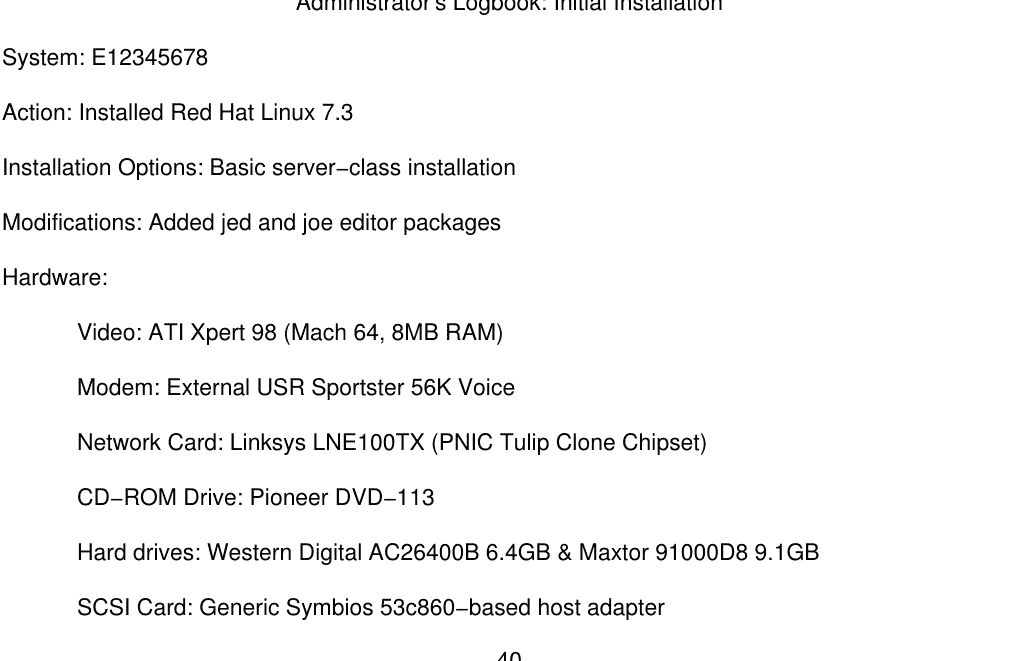 Administrator's Logbook: Initial Installation
System: E12345678
Action: Installed Red Hat Linux 7.3
Installation Options: Basic server−class installation
Modifications: Added jed and joe editor packages
Hardware:
Video: ATI Xpert 98 (Mach 64, 8MB RAM)
Modem: External USR Sportster 56K Voice
Network Card: Linksys LNE100TX (PNIC Tulip Clone Chipset)
CD−ROM Drive: Pioneer DVD−113
Hard drives: Western Digital AC26400B 6.4GB & Maxtor 91000D8 9.1GB
SCSI Card: Generic Symbios 53c860−based host adapter
40